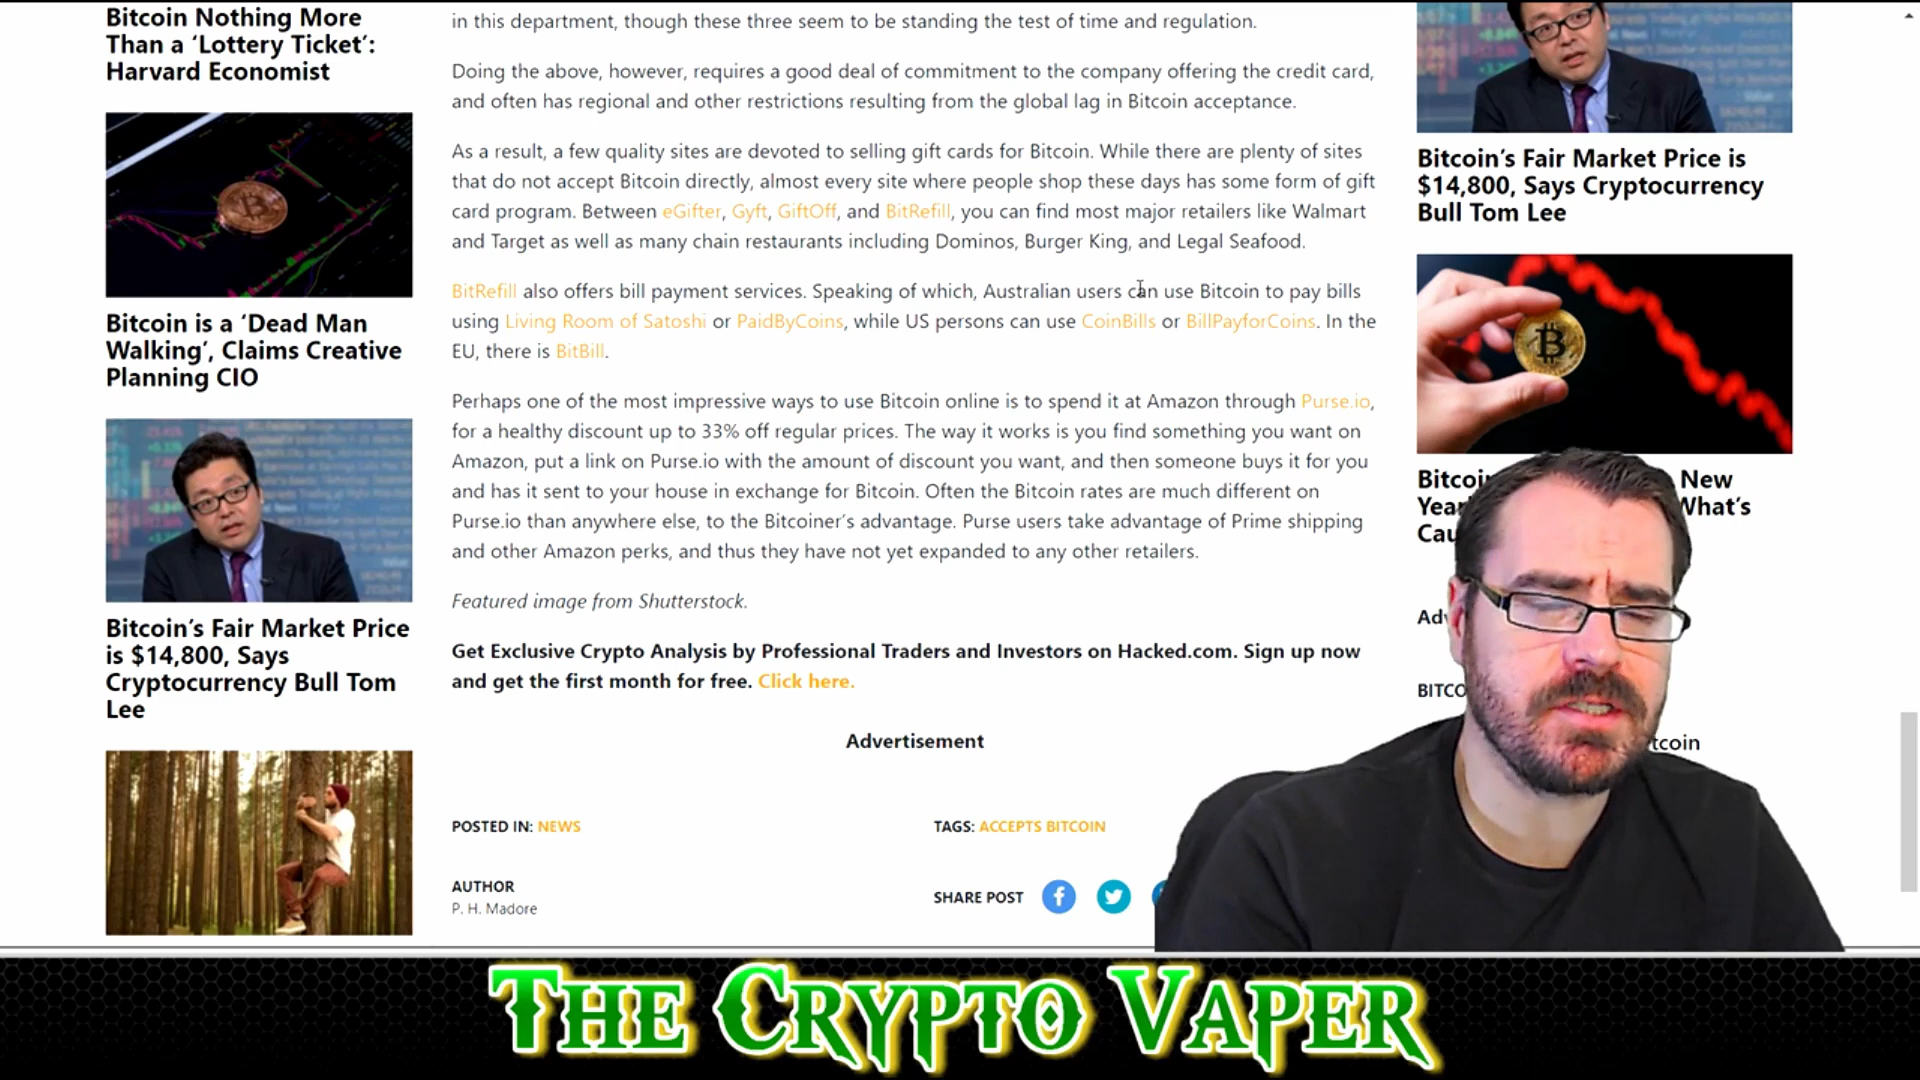 Bitcoin Nothing More
Than a ‘Lottery Ticket’:
Harvard Economist
Bitcoin is a ‘Dead Man
Walking’, Claims Creative
Planning CIO
Bitcoin’s Fair Market Price
is $14,800, Says
Cryptocurrency Bull Tom
Lee
in this department, though these three seem to be standing the test of time and regulation.
Doing the above, however, requires a good deal of commitment to the company offering the credit card,
and often has regional and other restrictions resulting from the global lag in Bitcoin acceptance.
As a result, a few quality sites are devoted to selling gift cards for Bitcoin. While there are plenty of sites
that do not accept Bitcoin directly, almost every site where people shop these days has some form of gift
card program. Between eGifter, Gyft, GiftOff, and BitRefill, you can find most major retailers like Walmart
and Target as well as many chain restaurants including Dominos, Burger King, and Legal Seafood.
BitRefill also offers bill payment services. Speaking of which, Australian users can use Bitcoin to pay bills
using Living Room of Satoshi or PaidByCoins, while US persons can use CoinBills or BillPayforCoins. In the
EU, there is BitBill.
Perhaps one of the most impressive ways to use Bitcoin online is to spend it at Amazon through Purse.io,
for a healthy discount up to 33% off regular prices. The way it works is you find something you want on
Amazon, put a link on Purse.io with the amount of discount you want, and then someone buys it for you
and has it sent to your house in exchange for Bitcoin. Often the Bitcoin rates are much different on
Purse.io than anywhere else, to the Bitcoiner’s advantage. Purse users take advantage of Prime shipping
and other Amazon perks, and thus they have not yet expanded to any other retailers.
Featured image from Shutterstock.
Get Exclusive Crypto Analysis by Professional Traders and Investors on Hacked.com. Sign up now
and get the first month for free. Click here.
Advertisement
POSTED IN: NEWS
TAGS: ACCEPTS BITCOIN
AUTHOR
P. H. Madore
SHARE POST
Bitcoin’s Fair Market Price is
$14,800, Says Cryptocurrency
Bull Tom Lee
New
What’s
THE CRYPTO VAPER